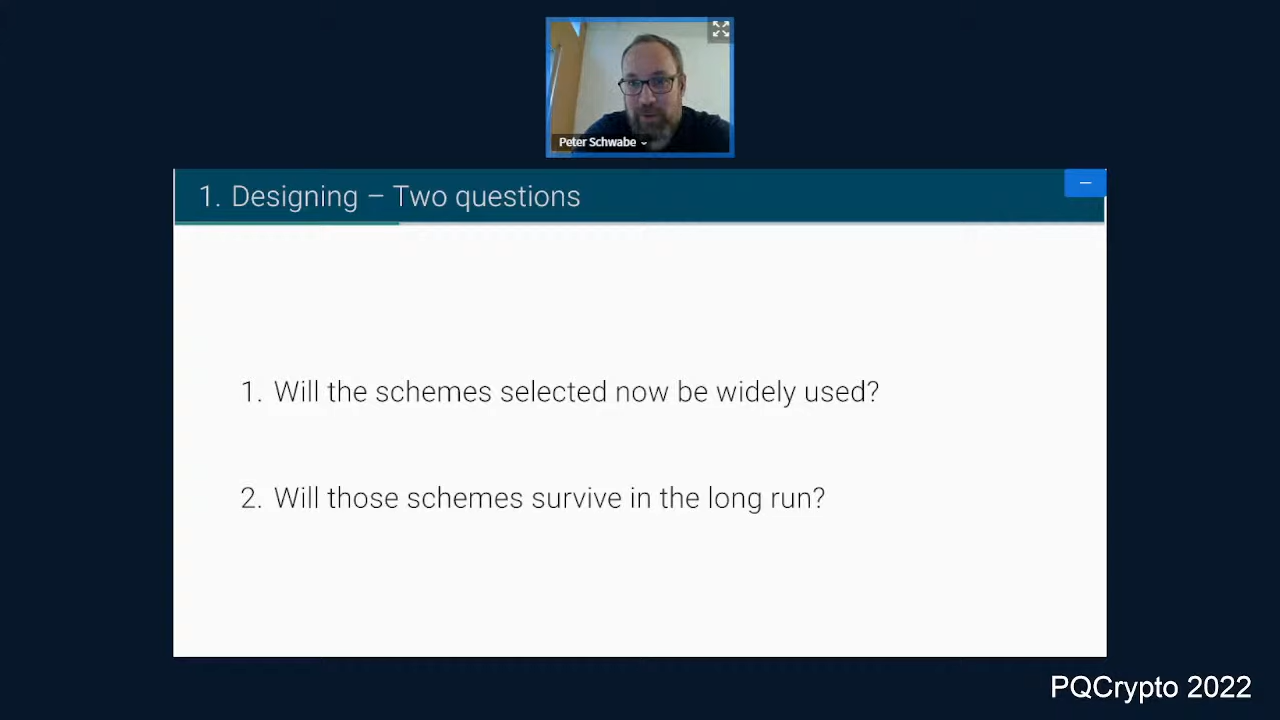 Peter Schwabe
1. Designing – Two questions
1. Will the schemes selected now be widely used?
2. Will those schemes survive in the long run?
PQCrypto 2022